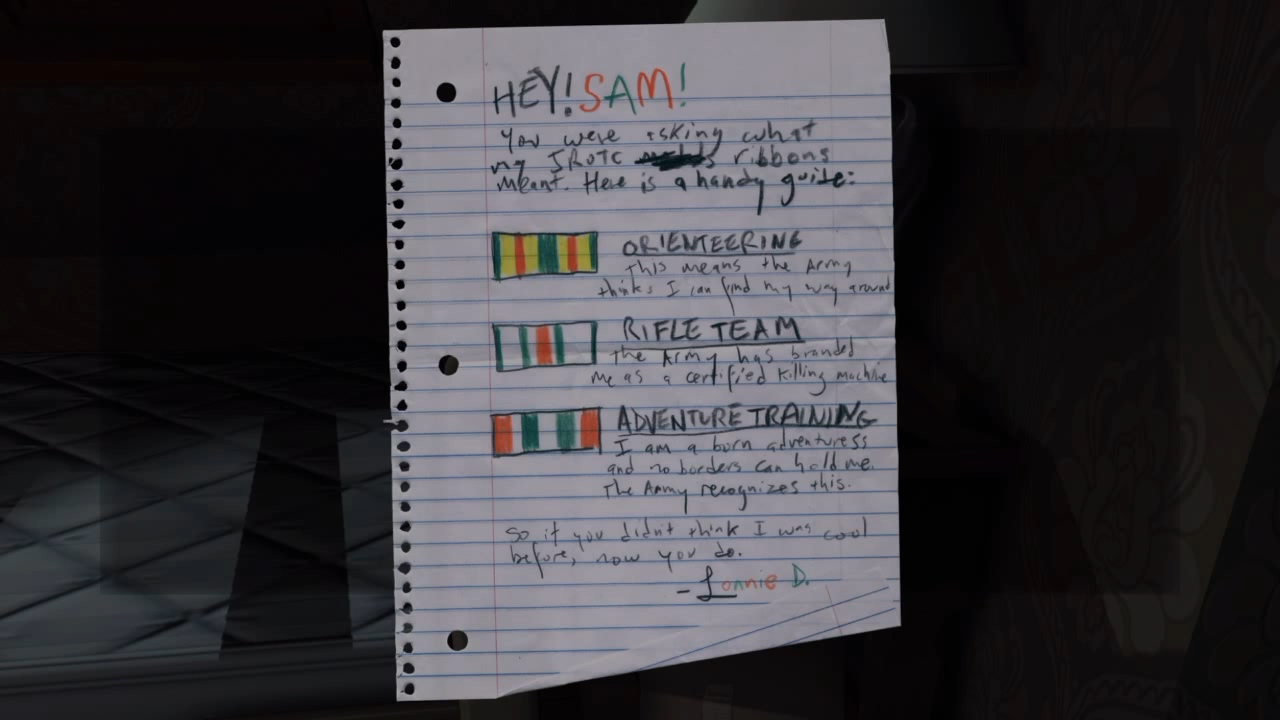 HEY! SAM!
You were asking what
my JROTC ribbons
meant. Here is a handy guide:
ORIENTEERING
This means the Army
thinks I can find my way around
RIFLE TEAM
The Army has branded
me as a certified killing machine
ADVENTURE TRAINING
I am a born adventuress
and no borders can hold me.
The Army recognizes this.
So if you didn't think I was cool
before, now you do.
- Lonnie D.